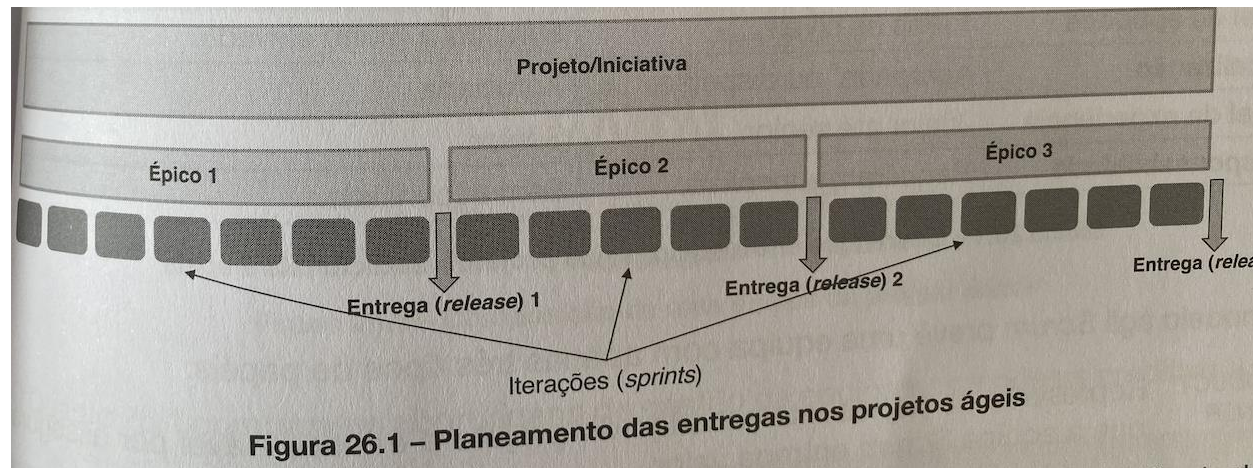 Projeto/Iniciativa
Épico 1
Épico 2
Épico 3
Entrega (release) 1
Entrega (release) 2
Entrega (relea
Iterações (sprints)
Figura 26.1 – Planeamento das entregas nos projetos ágeis